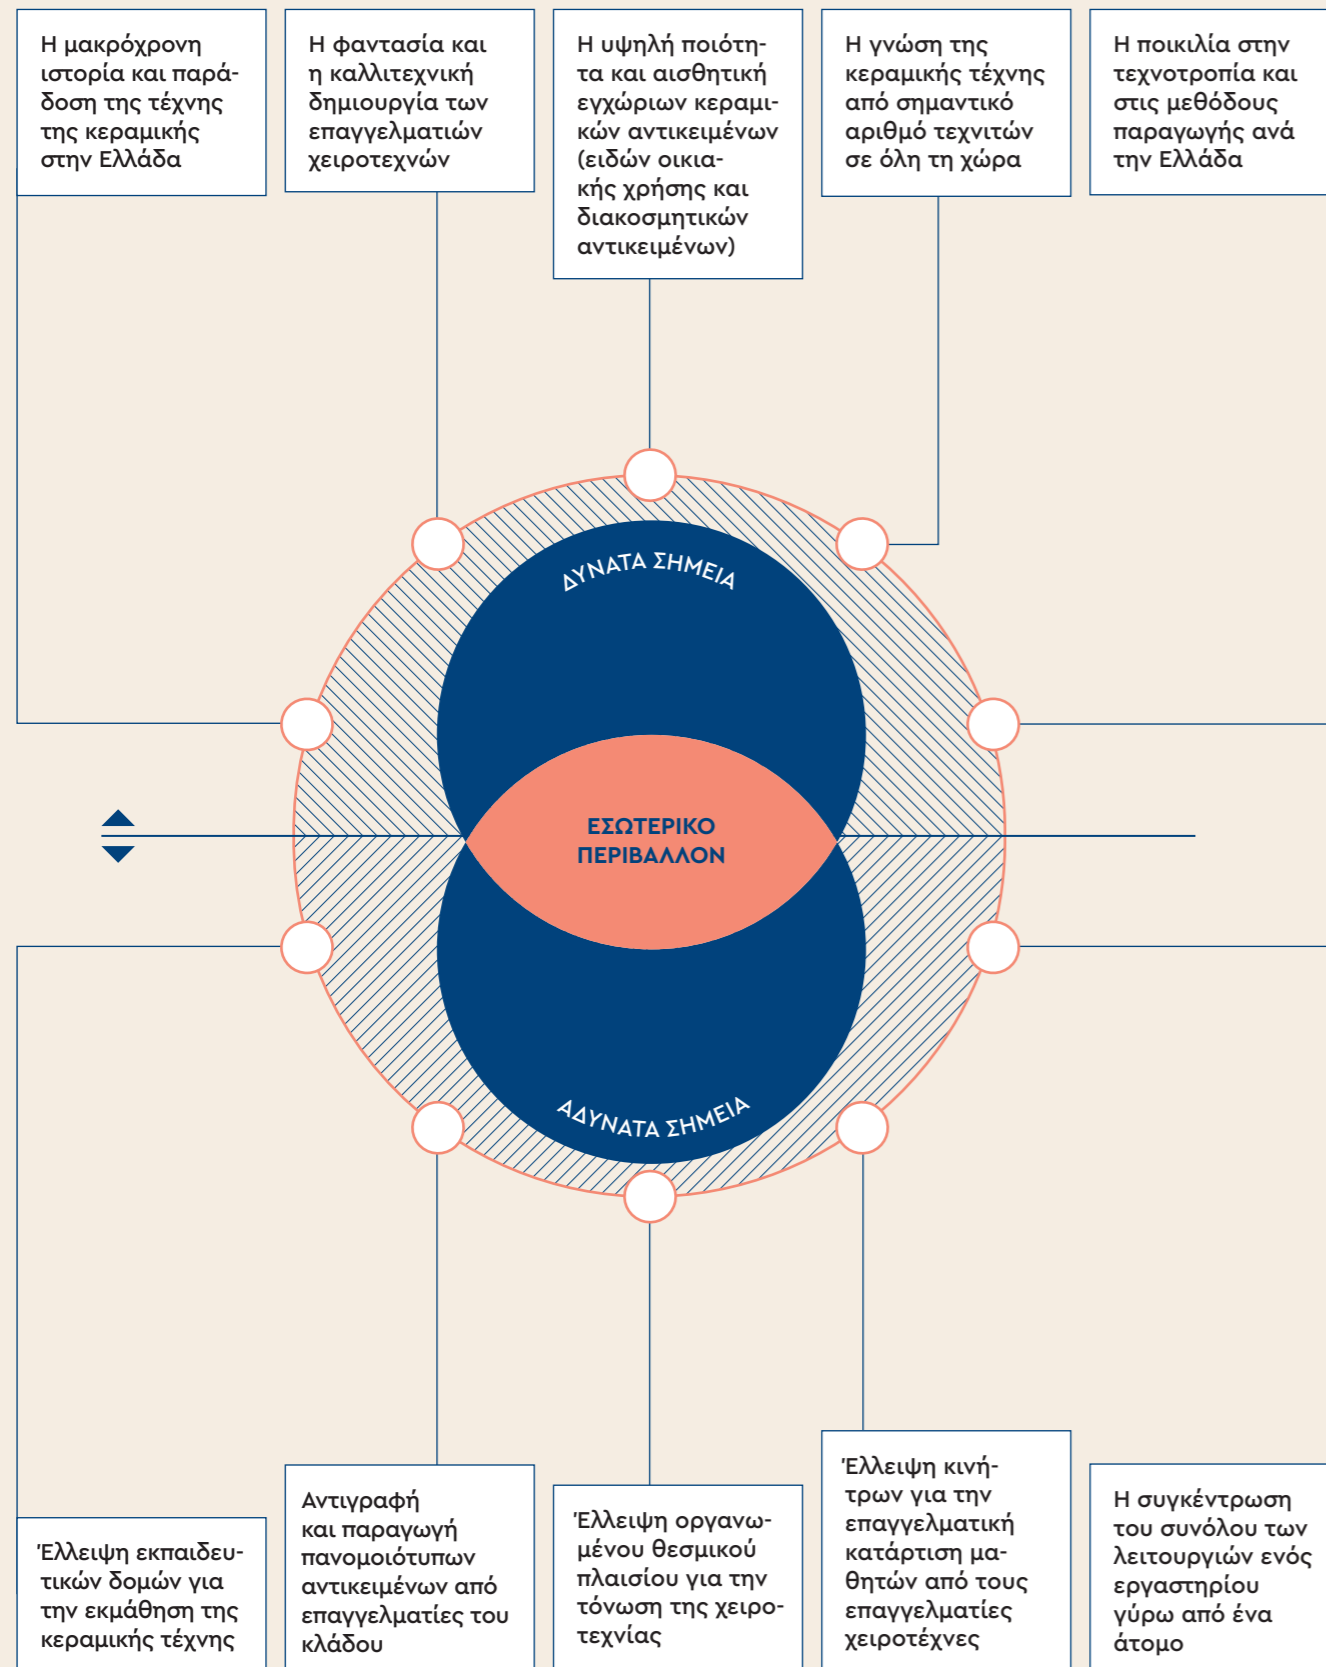 Η μακρόχρονη
ιστορία και παρά-
δοση της τέχνης
της κεραμικής
στην Ελλάδα
Η φαντασία και
η καλλιτεχνική
δημιουργία των
επαγγελματιών
χειροτεχνών
Η υψηλή ποιότη-
τα και αισθητική
εγχώριων κεραμι-
κών αντικειμένων
(ειδών οικια-
κής χρήσης και
διακοσμητικών
αντικειμένων)
Η γνώση της
κεραμικής τέχνης
από σημαντικό
αριθμό τεχνιτών
σε όλη τη χώρα
Η ποικιλία στην
τεχνοτροπία και
στις μεθόδους
παραγωγής ανά
την Ελλάδα
ΔΥΝΑΤΑ ΣΗΜΕΙΑ
ΕΣΩΤΕΡΙΚΟ
ΠΕΡΙΒΑΛΛΟΝ
ΑΔΥΝΑΤΑ ΣΗΜΕΙΑ
Έλλειψη εκπαιδευ-
τικών δομών για
την εκμάθηση της
κεραμικής τέχνης
Αντιγραφή
και παραγωγή
πανομοιότυπων
αντικειμένων από
επαγγελματίες του
κλάδου
Έλλειψη οργανω-
μένου θεσμικού
πλαισίου για την
τόνωση της χειρο-
τεχνίας
Έλλειψη κινή-
τρων για την
επαγγελματική
κατάρτιση μα-
θητών από τους
επαγγελματίες
χειροτέχνες
Η συγκέντρωση
του συνόλου των
λειτουργιών ενός
εργαστηρίου
γύρω από ένα
άτομο